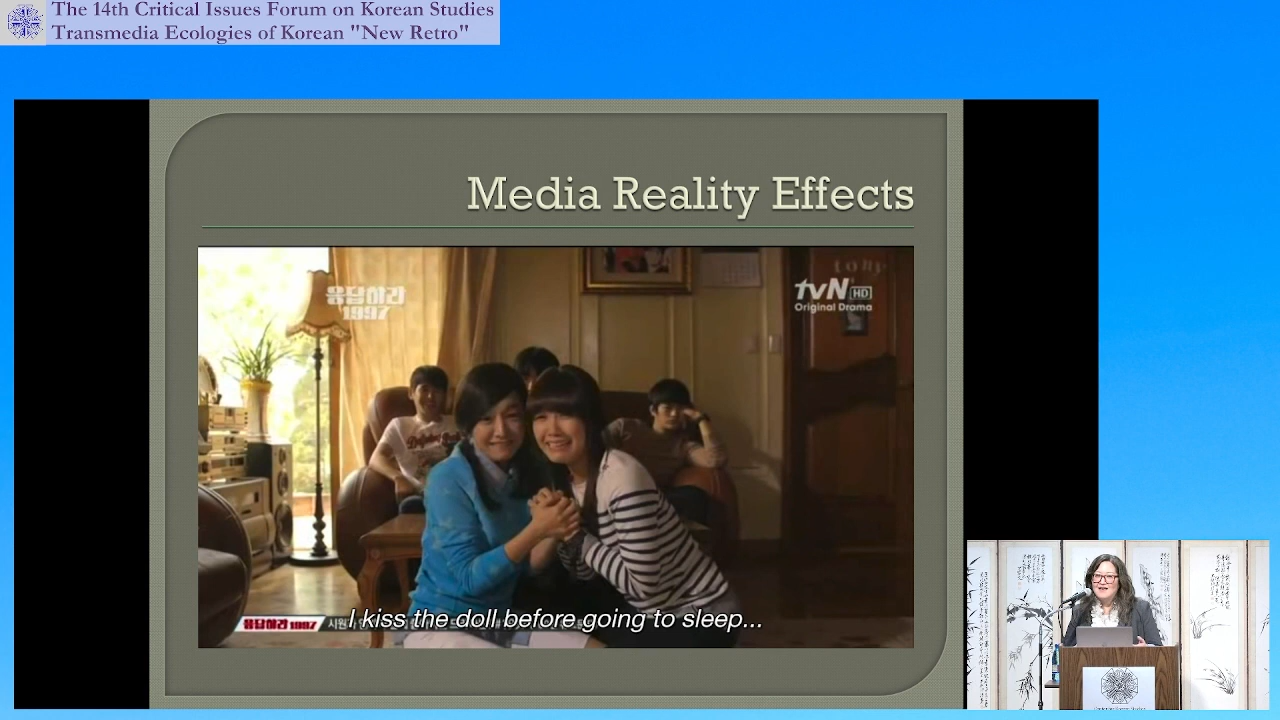 The 14th Critical Issues Forum on Korean Studies
Transmedia Ecologies of Korean "New Retro"
Media Reality Effects
응답하라
1997
tony
tvN HD
Original Drama
I kiss the doll before going to sleep...
응답하라 1997